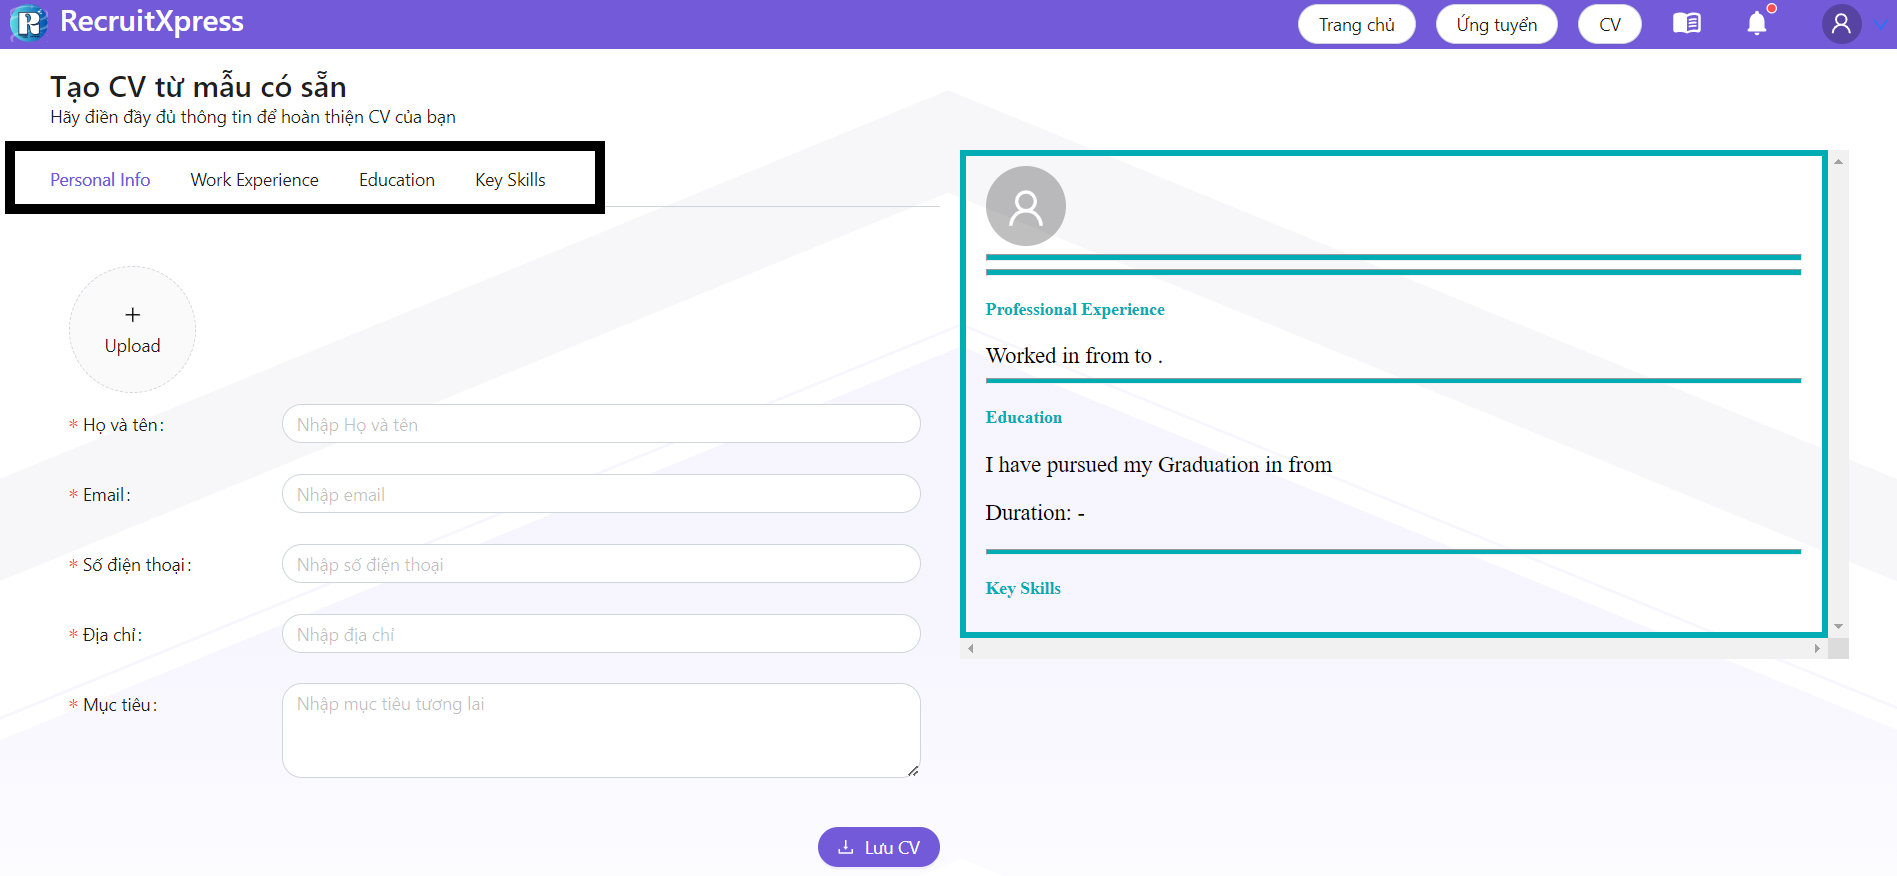 RecruitXpress
Trang chủ
Ứng tuyển
CV
Tạo CV từ mẫu có sẵn
Hãy điền đầy đủ thông tin để hoàn thiện CV của bạn
Personal Info
Work Experience
Education
Key Skills
+
Upload
* Họ và tên:
Nhập Họ và tên
* Email:
Nhập email
* Số điện thoại:
Nhập số điện thoại
* Địa chỉ:
Nhập địa chỉ
* Mục tiêu:
Nhập mục tiêu tương lai
Lưu CV
Professional Experience
Worked in from to .
Education
I have pursued my Graduation in from
Duration: -
Key Skills